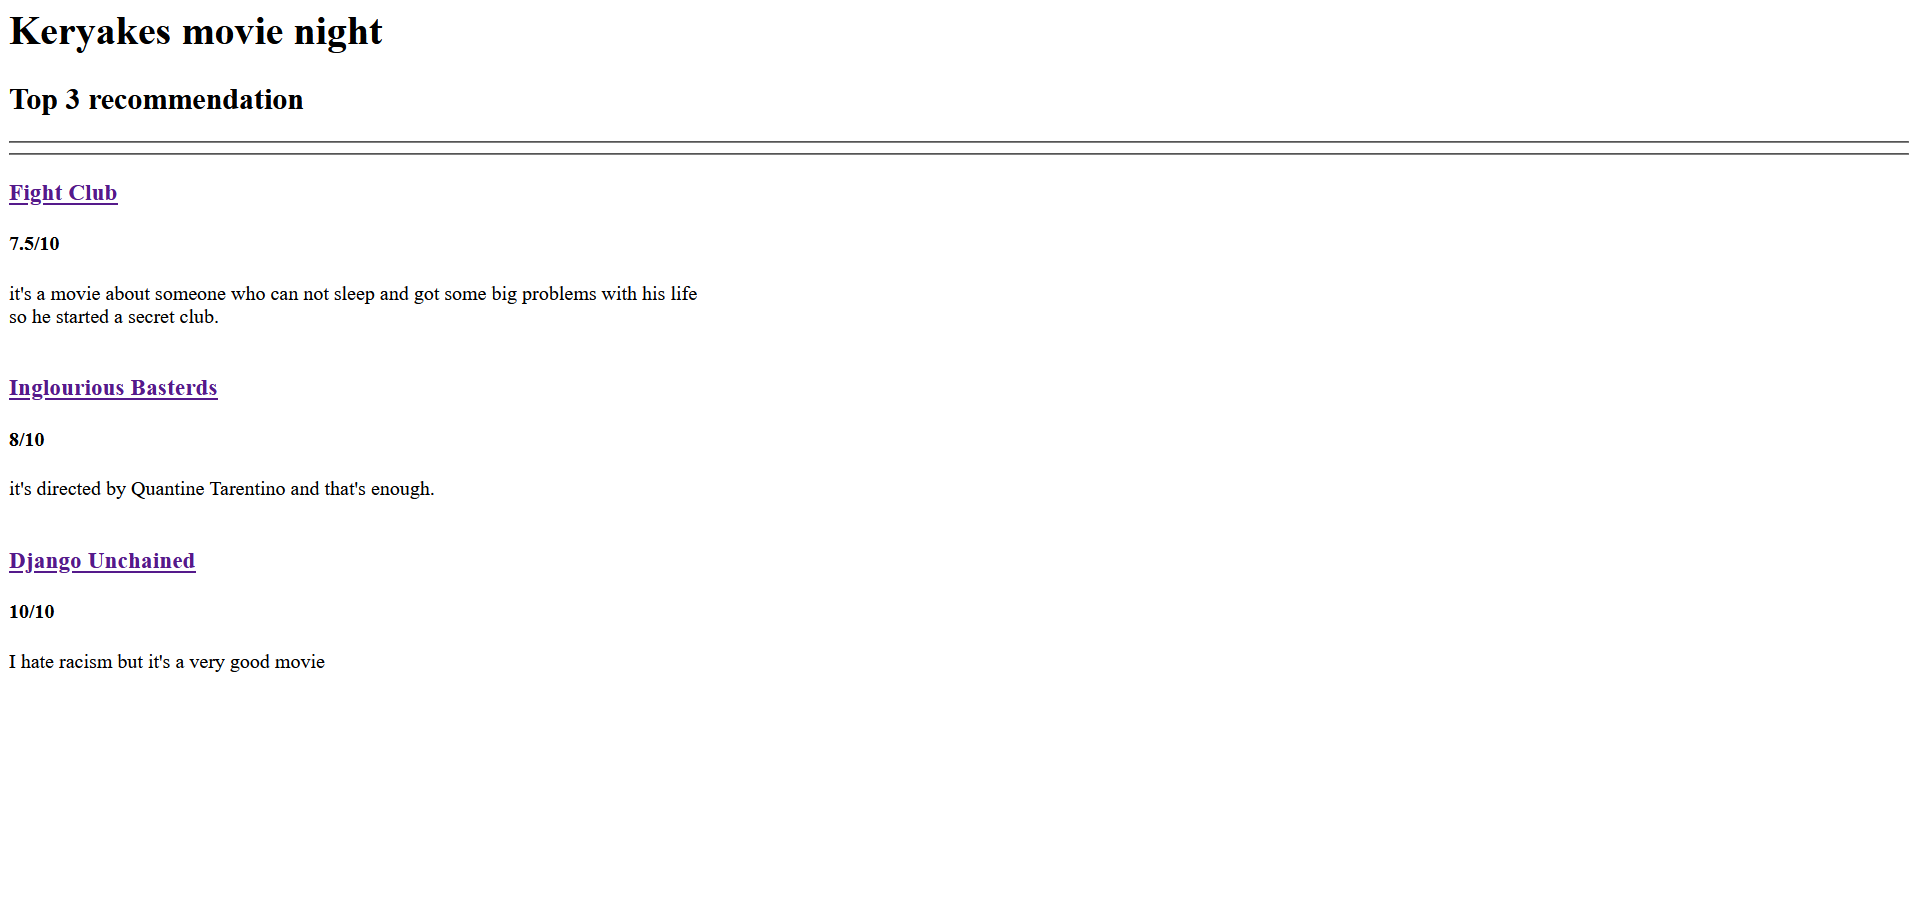 Keryakes movie night
Top 3 recommendation
Fight Club
7.5/10
it's a movie about someone who can not sleep and got some big problems with his life
so he started a secret club.
Inglourious Basterds
8/10
it's directed by Quantine Tarentino and that's enough.
Django Unchained
10/10
I hate racism but it's a very good movie